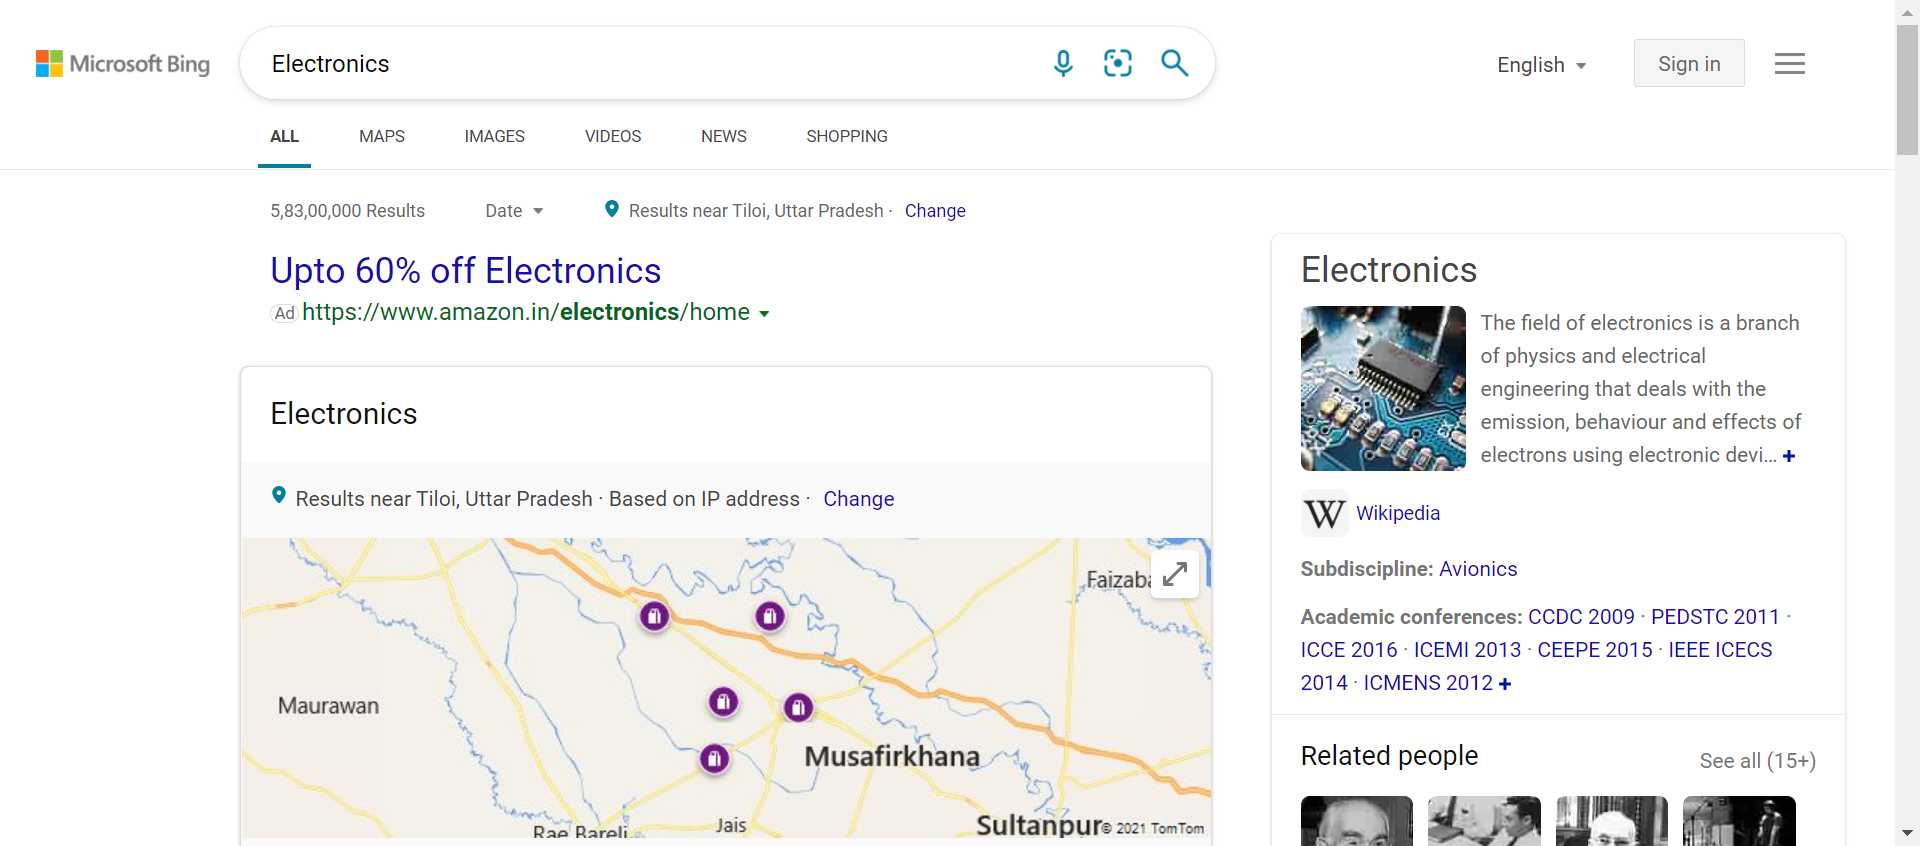 Microsoft Bing
Electronics
English
Sign in
ALL MAPS IMAGES VIDEOS NEWS SHOPPING
5,83,00,000 Results Date Results near Tiloi, Uttar Pradesh · Change
Upto 60% off Electronics
Ad https://www.amazon.in/electronics/home
Electronics
Results near Tiloi, Uttar Pradesh · Based on IP address · Change
Faizaba
Maurawan
Musafirkhana
Jais
Rae Bareli
Sultanpur
© 2021 TomTom
Electronics
The field of electronics is a branch
of physics and electrical
engineering that deals with the
emission, behaviour and effects of
electrons using electronic devi... +
W Wikipedia
Subdiscipline: Avionics
Academic conferences: CCDC 2009 · PEDSTC 2011 ·
ICCE 2016 · ICEMI 2013 · CEEPE 2015 · IEEE ICECS
2014 · ICMENS 2012 +
Related people
See all (15+)